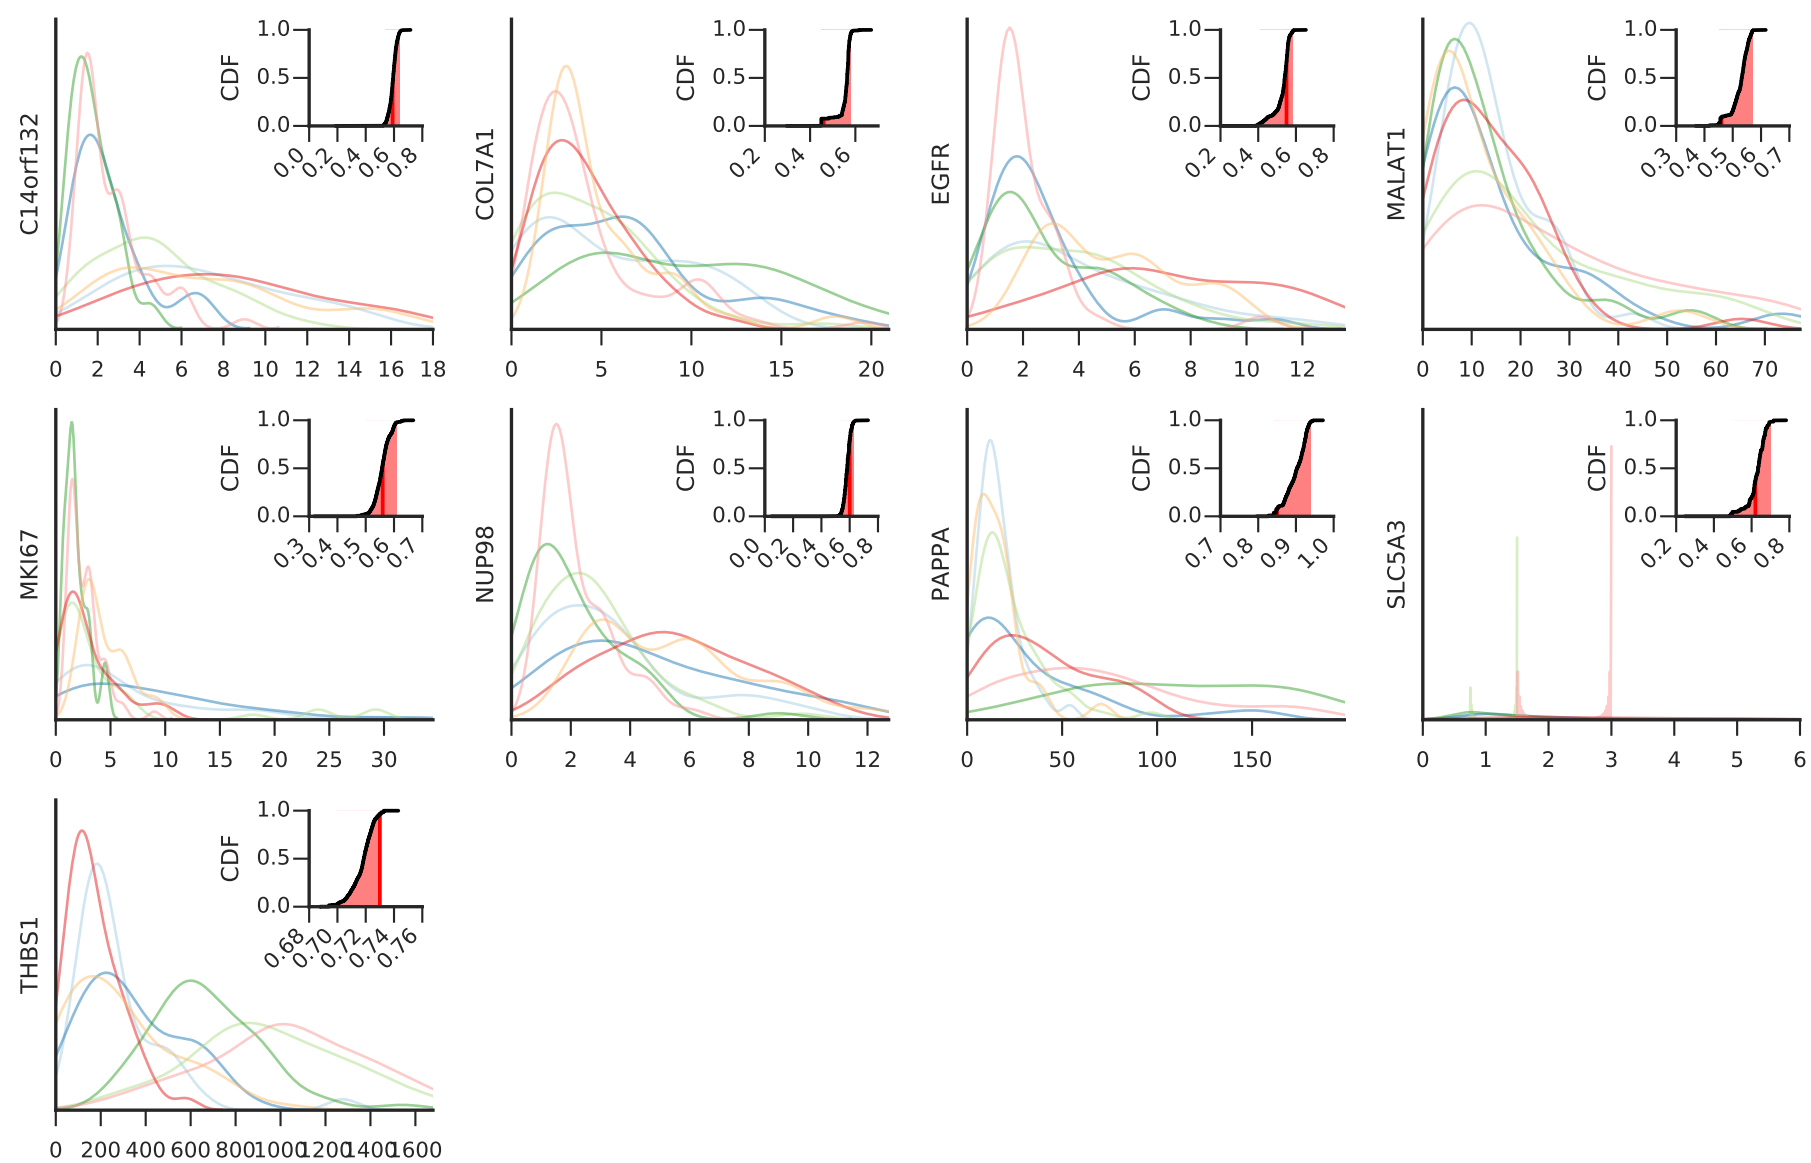 C14orf132
CDF
1.0
0.5
0.0
0.0 0.2 0.4 0.6 0.8
0 2 4 6 8 10 12 14 16 18
COL7A1
CDF
1.0
0.5
0.0
0.2 0.4 0.6
0 5 10 15 20
EGFR
CDF
1.0
0.5
0.0
0.2 0.4 0.6 0.8
0 2 4 6 8 10 12
MALAT1
CDF
1.0
0.5
0.0
0.3 0.4 0.5 0.6 0.7
0 10 20 30 40 50 60 70
MKI67
CDF
1.0
0.5
0.0
0.3 0.4 0.5 0.6 0.7
0 5 10 15 20 25 30
NUP98
CDF
1.0
0.5
0.0
0.0 0.2 0.4 0.6 0.8
0 2 4 6 8 10 12
PAPPA
CDF
1.0
0.5
0.0
0.7 0.8 0.9 1.0
0 50 100 150
SLC5A3
CDF
1.0
0.5
0.0
0.2 0.4 0.6 0.8
0 1 2 3 4 5 6
THBS1
CDF
1.0
0.5
0.0
0.68 0.70 0.72 0.74 0.76
0 200 400 600 800 1000 1200 1400 1600